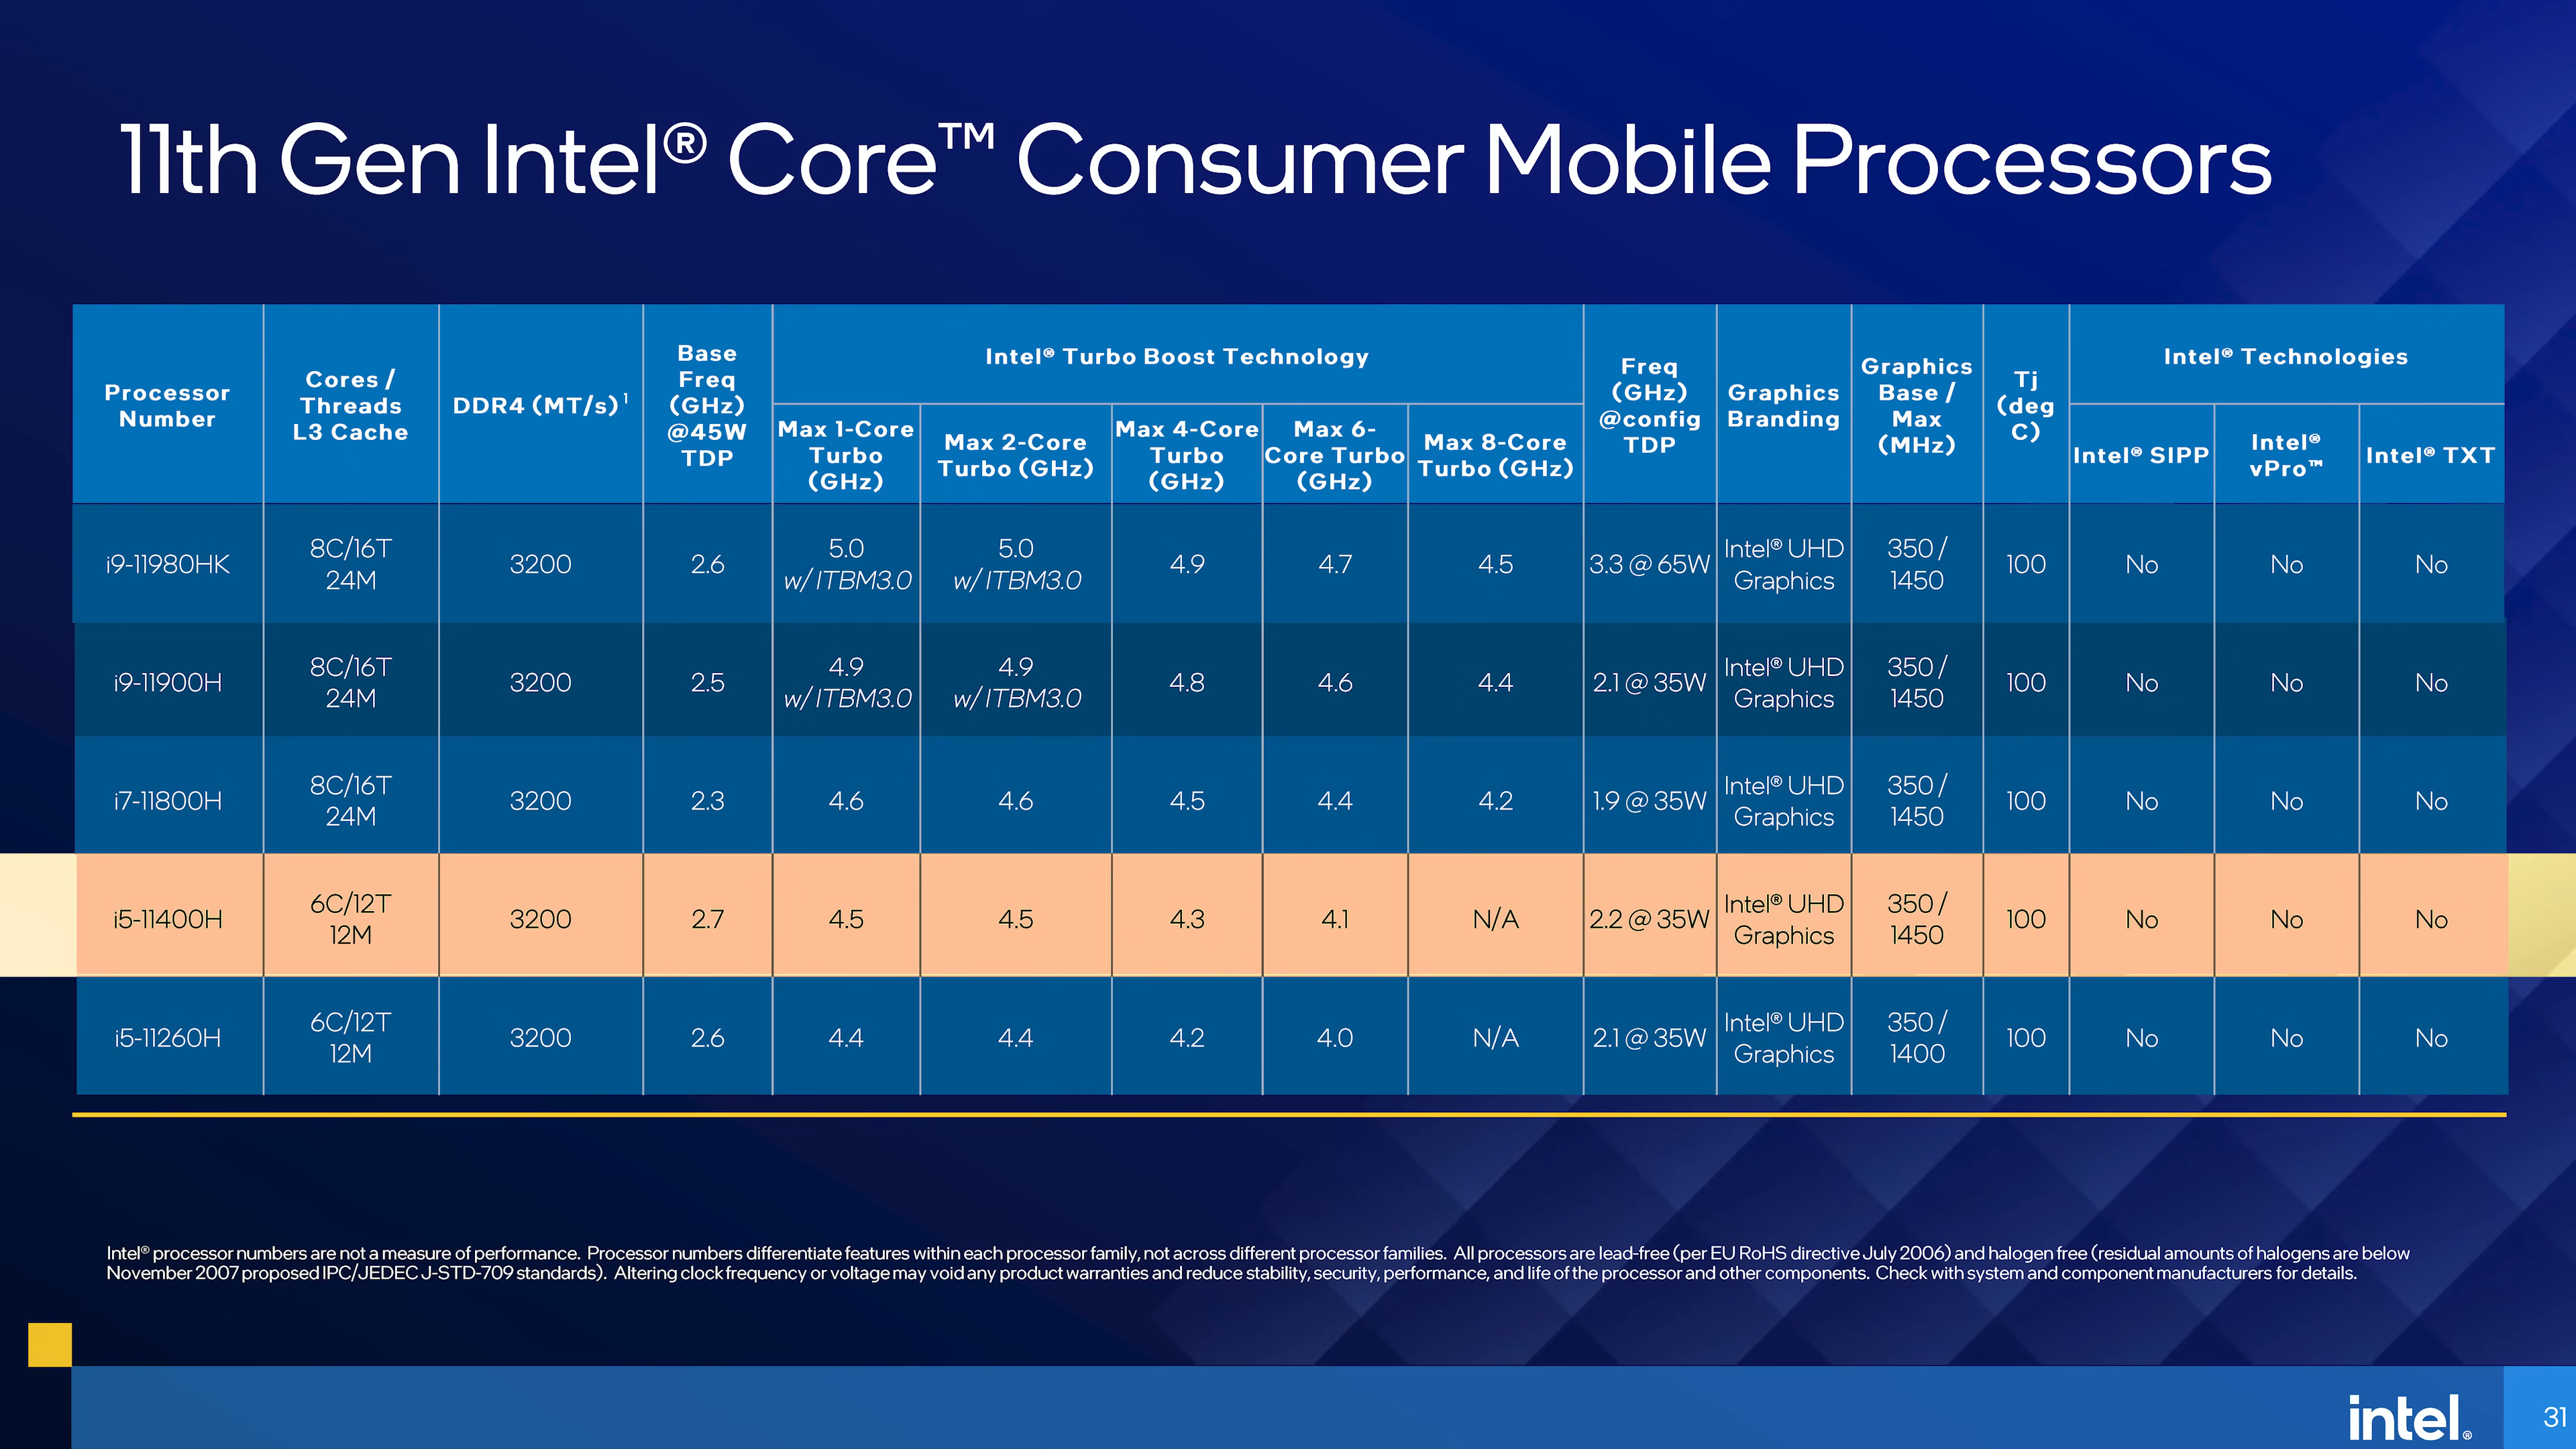 11th Gen Intel® Core™ Consumer Mobile Processors
Processor
Number
Cores /
Threads
L3 Cache
DDR4 (MT/s)¹
Base
Freq
(GHz)
@45W
TDP
Intel® Turbo Boost Technology
Max 1-Core
Turbo
(GHz)
Max 2-Core
Turbo (GHz)
Max 4-Core
Turbo
(GHz)
Max 6-
Core Turbo
(GHz)
Max 8-Core
Turbo (GHz)
Freq
(GHz)
@config
TDP
Graphics
Branding
Graphics
Base /
Max
(MHz)
Tj
(deg
C)
Intel® Technologies
Intel® SIPP
Intel®
vPro™
Intel® TXT
i9-11980HK
8C/16T
24M
3200
2.6
5.0
w/ ITBM3.0
5.0
w/ ITBM3.0
4.9
4.7
4.5
3.3 @ 65W
Intel® UHD
Graphics
350 /
1450
100
No
No
No
i9-11900H
8C/16T
24M
3200
2.5
4.9
w/ ITBM3.0
4.9
w/ ITBM3.0
4.8
4.6
4.4
2.1 @ 35W
Intel® UHD
Graphics
350 /
1450
100
No
No
No
i7-11800H
8C/16T
24M
3200
2.3
4.6
4.6
4.5
4.4
4.2
1.9 @ 35W
Intel® UHD
Graphics
350 /
1450
100
No
No
No
i5-11400H
6C/12T
12M
3200
2.7
4.5
4.5
4.3
4.1
N/A
2.2 @ 35W
Intel® UHD
Graphics
350 /
1450
100
No
No
No
i5-11260H
6C/12T
12M
3200
2.6
4.4
4.4
4.2
4.0
N/A
2.1 @ 35W
Intel® UHD
Graphics
350 /
1400
100
No
No
No
Intel® processor numbers are not a measure of performance. Processor numbers differentiate features within each processor family, not across different processor families. All processors are lead-free (per EU RoHS directive July 2006) and halogen free (residual amounts of halogens are below
November 2007 proposed IPC/JEDEC J-STD-709 standards). Altering clock frequency or voltage may void any product warranties and reduce stability, security, performance, and life of the processor and other components. Check with system and component manufacturers for details.
intel®
31